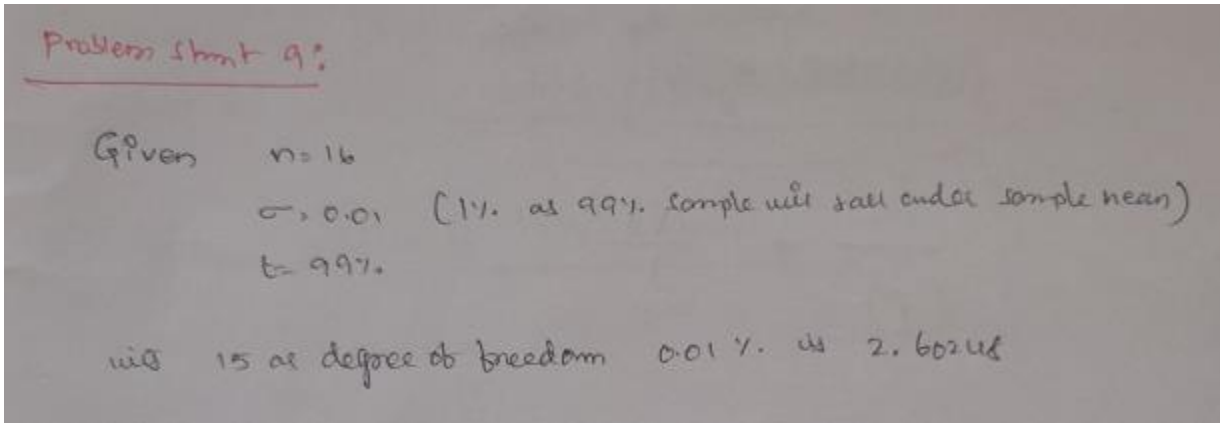 Problem stmt 9:
Given n=16
σ= 0.01 (1% as 99% sample will fall under sample mean)
t= 99%
with 15 as degree of freedom 0.01 % is 2.60248